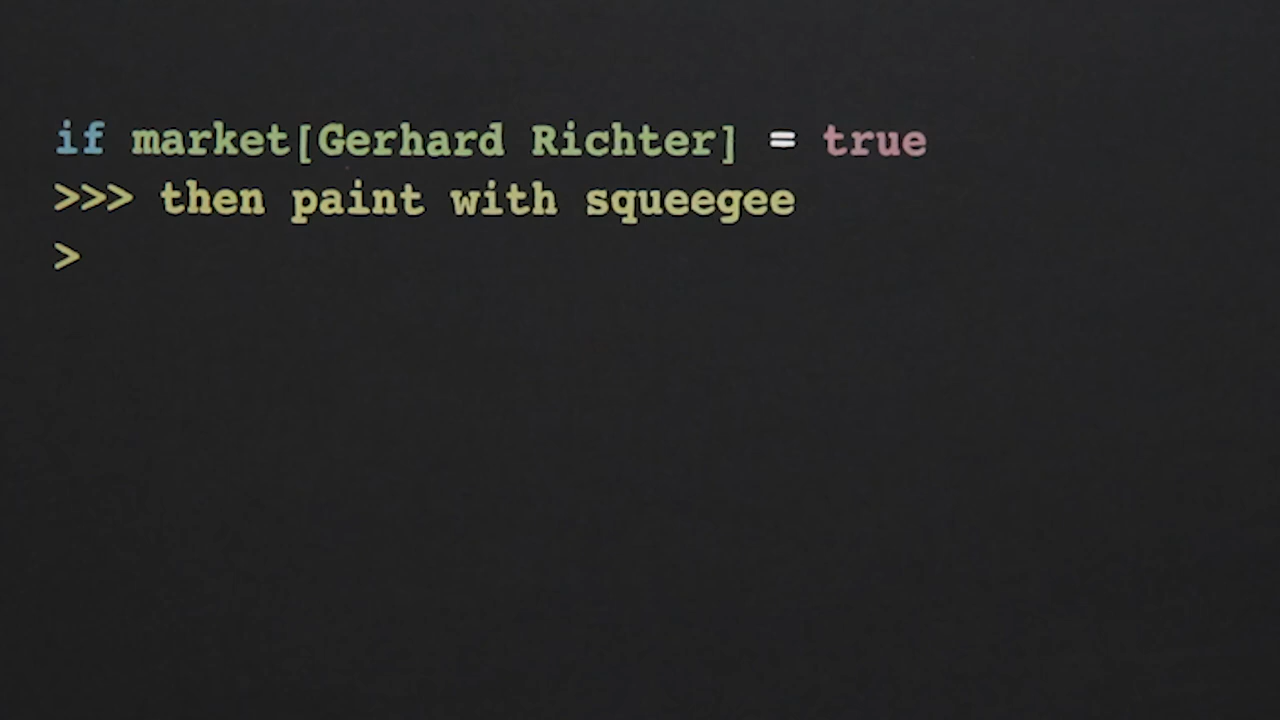 if market[Gerhard Richter] = true
>>> then paint with squeegee
>